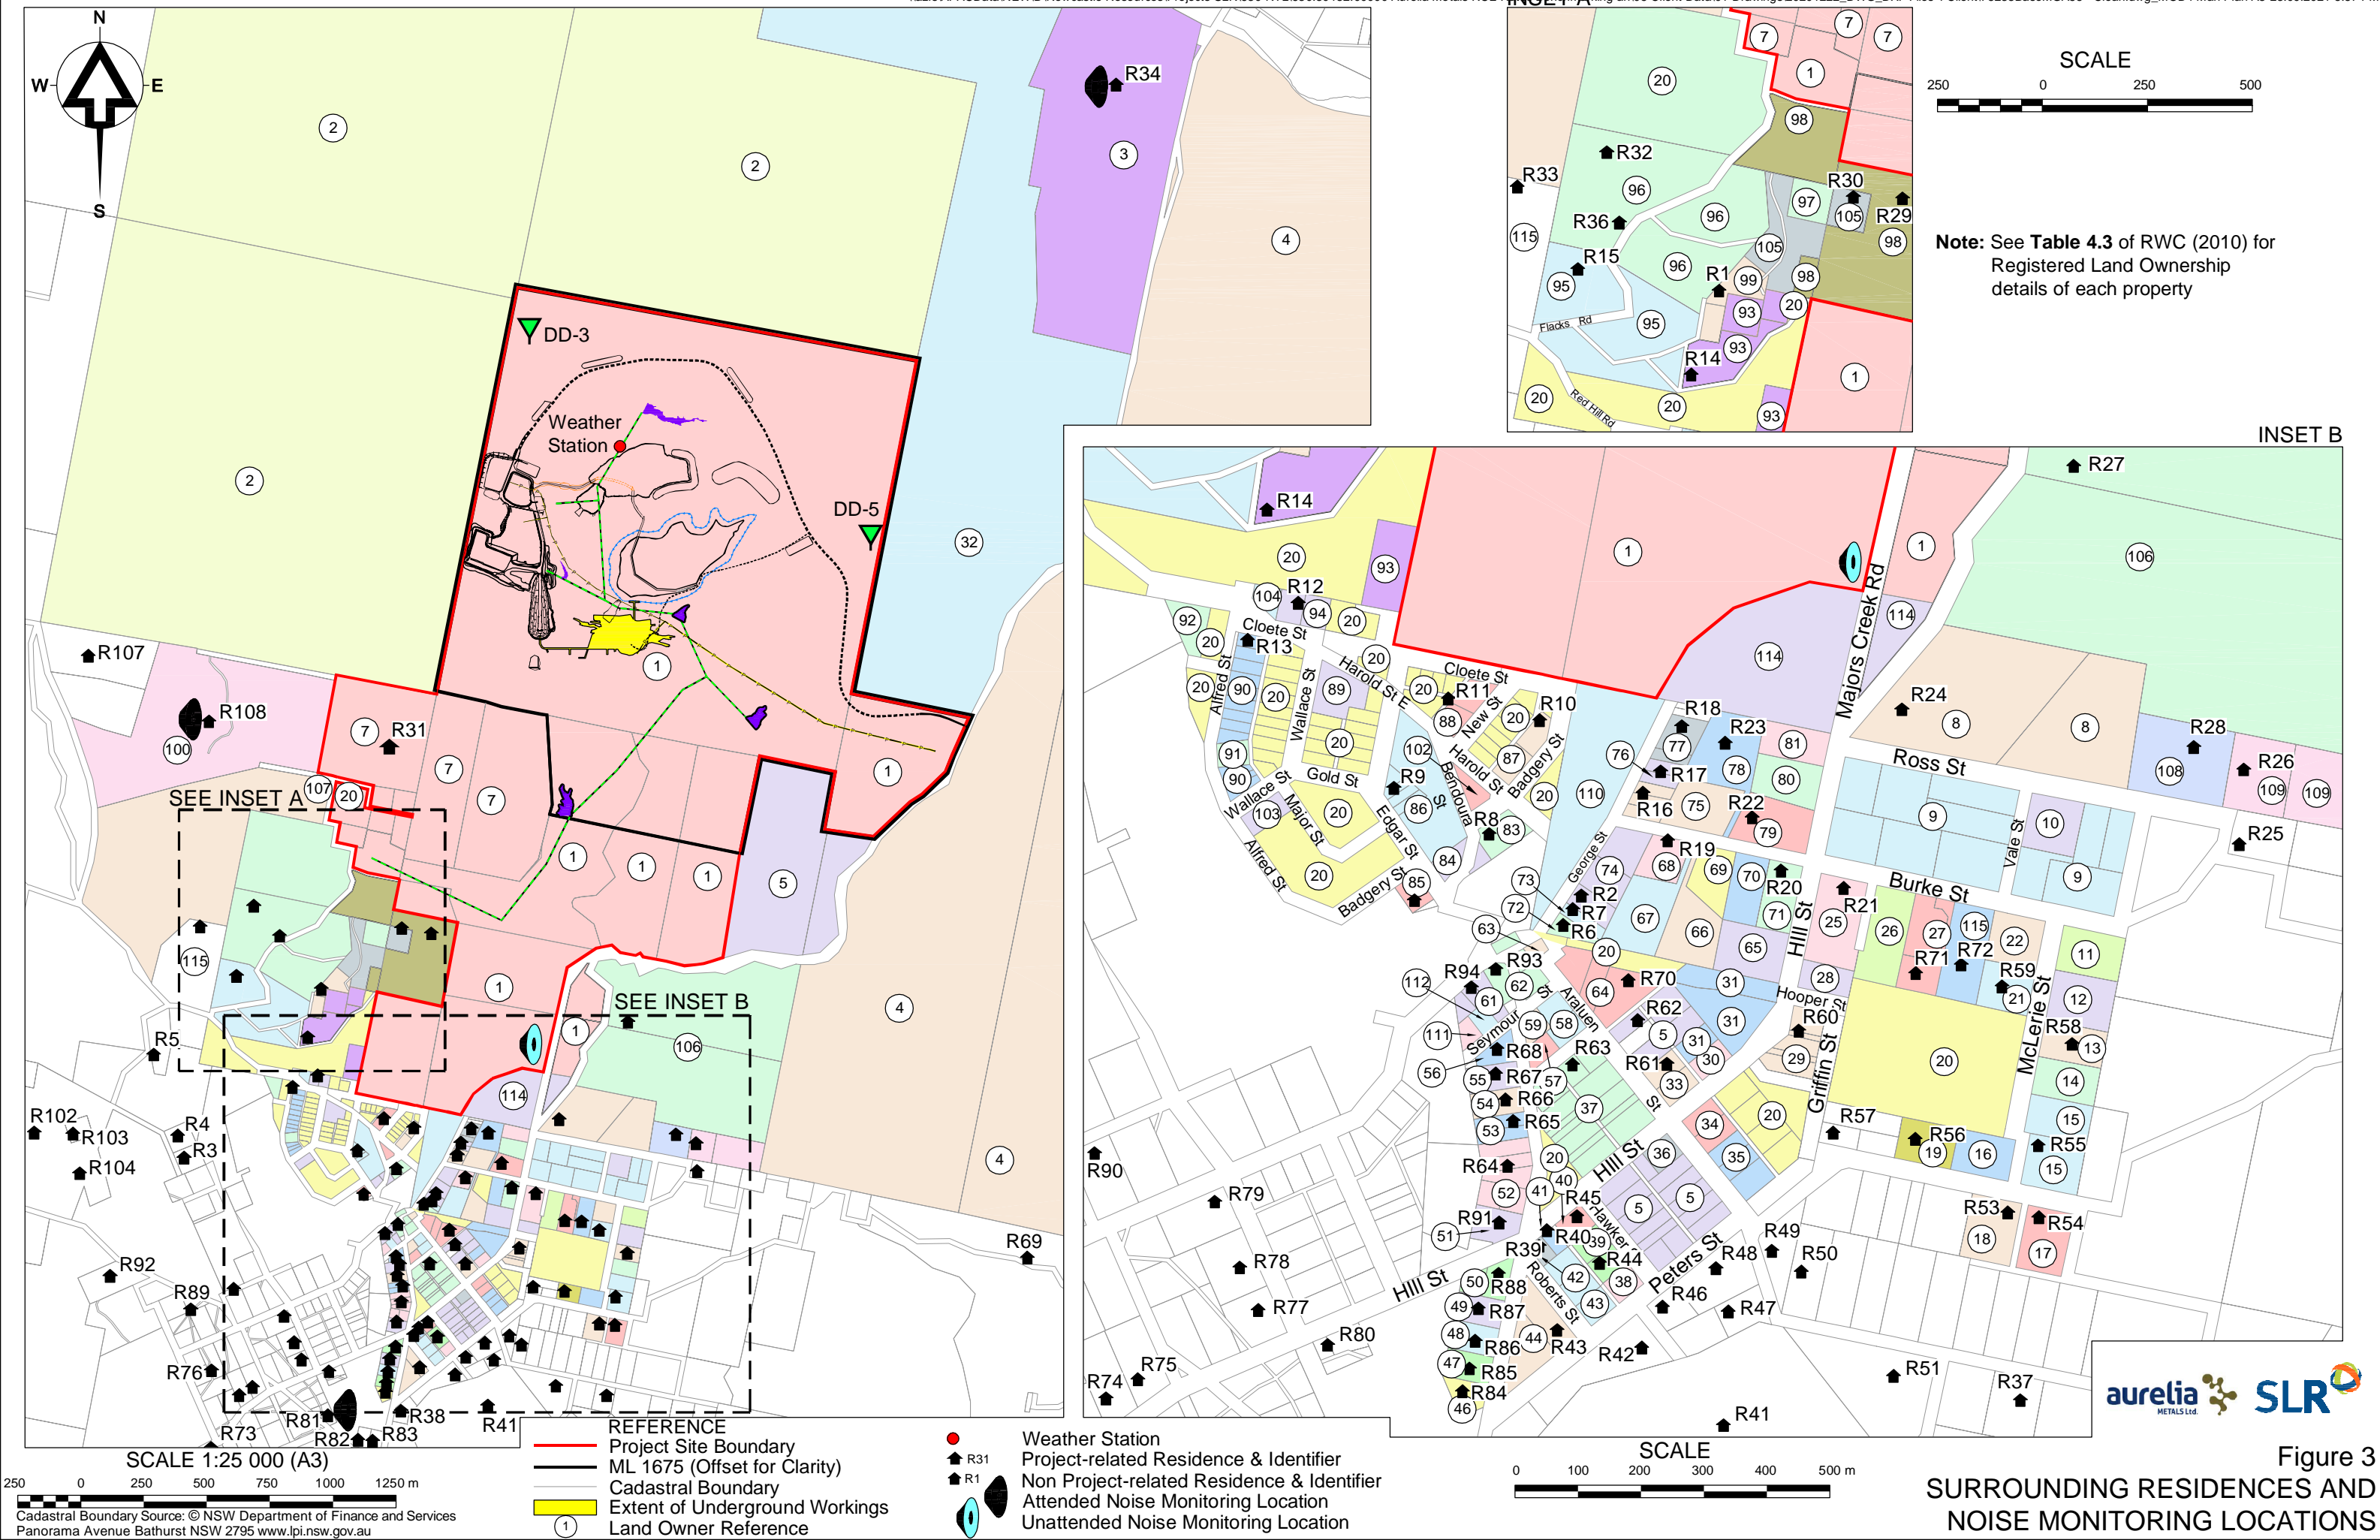 N
W
E
S
2
2
2
R34
3
4
DD-3
Weather
Station
DD-5
32
1
R107
R108
100
7
R31
7
7
107
20
SEE INSET A
1
1
1
1
5
115
1
SEE INSET B
1
106
4
R5
114
R102
R103
R104
R4
R3
4
R92
R89
R76
R69
R73
R81
R82
R83
R38
R41
SCALE 1:25 000 (A3)
250 0 250 500 750 1000 1250 m
Cadastral Boundary Source: © NSW Department of Finance and Services
Panorama Avenue Bathurst NSW 2795 www.lpi.nsw.gov.au
REFERENCE
Project Site Boundary
ML 1675 (Offset for Clarity)
Cadastral Boundary
Extent of Underground Workings
1 Land Owner Reference
Weather Station
R31 Project-related Residence & Identifier
R1 Non Project-related Residence & Identifier
Attended Noise Monitoring Location
Unattended Noise Monitoring Location
INSET A
7
7
7
20
1
98
R32
R33
96
R30
97
105
R29
R36
96
115
105
98
R15
96
R1
99
98
95
93
20
Flacks Rd
95
93
R14
1
20
Red Hill Rd
20
93
SCALE
250 0 250 500
Note: See Table 4.3 of RWC (2010) for
Registered Land Ownership
details of each property
INSET B
R27
R14
20
93
1
1
106
Majors Creek Rd
114
114
104
R12
94
20
92
20
Cloete St
R13
20
Alfred St
90
20
Wallace St
89
Harold St E
20
Cloete St
20
R11
88
New St
20
R10
20
102
Harold St
87
Badgery St
91
90
Gold St
R9
86
Bendoura
St
20
110
Wallace St
103
Major St
20
Edgar St
R8
83
84
Alfred St
20
Badgery St
85
R18
77
R23
81
76
R17
78
80
R16
75
R22
79
R24
8
8
R28
108
R26
109
109
R25
Ross St
9
10
Vale St
9
George St
R19
74
68
69
70
R20
71
73
R2
R7
72
R6
67
66
65
63
20
Hill St
R21
25
Burke St
26
27
115
22
R71
R72
R59
21
11
12
McLerie St
R58
13
14
15
R55
15
R94
R93
112
61
62
St
64
R70
31
28
Hooper St
R60
29
Griffin St
20
111
Seymour
59
58
Araluen
R62
5
31
31
30
R61
33
56
R68
R63
55
R67
57
54
R66
53
R65
37
St
34
20
35
R57
R56
19
16
R64
20
52
40
41
Hill St
36
5
5
R91
51
R45
Hawker
R40
39
R39
R44
42
38
43
Roberts St
Peters St
R48
R49
R50
R46
R47
R53
18
R54
17
Hill St
50
R88
49
R87
48
R86
47
R85
R84
46
44
R43
R42
R90
R79
R78
R77
R80
R75
R74
R51
R37
R41
SCALE
0 100 200 300 400 500 m
aurelia
METALS Ltd.
SLR
Figure 3
SURROUNDING RESIDENCES AND
NOISE MONITORING LOCATIONS